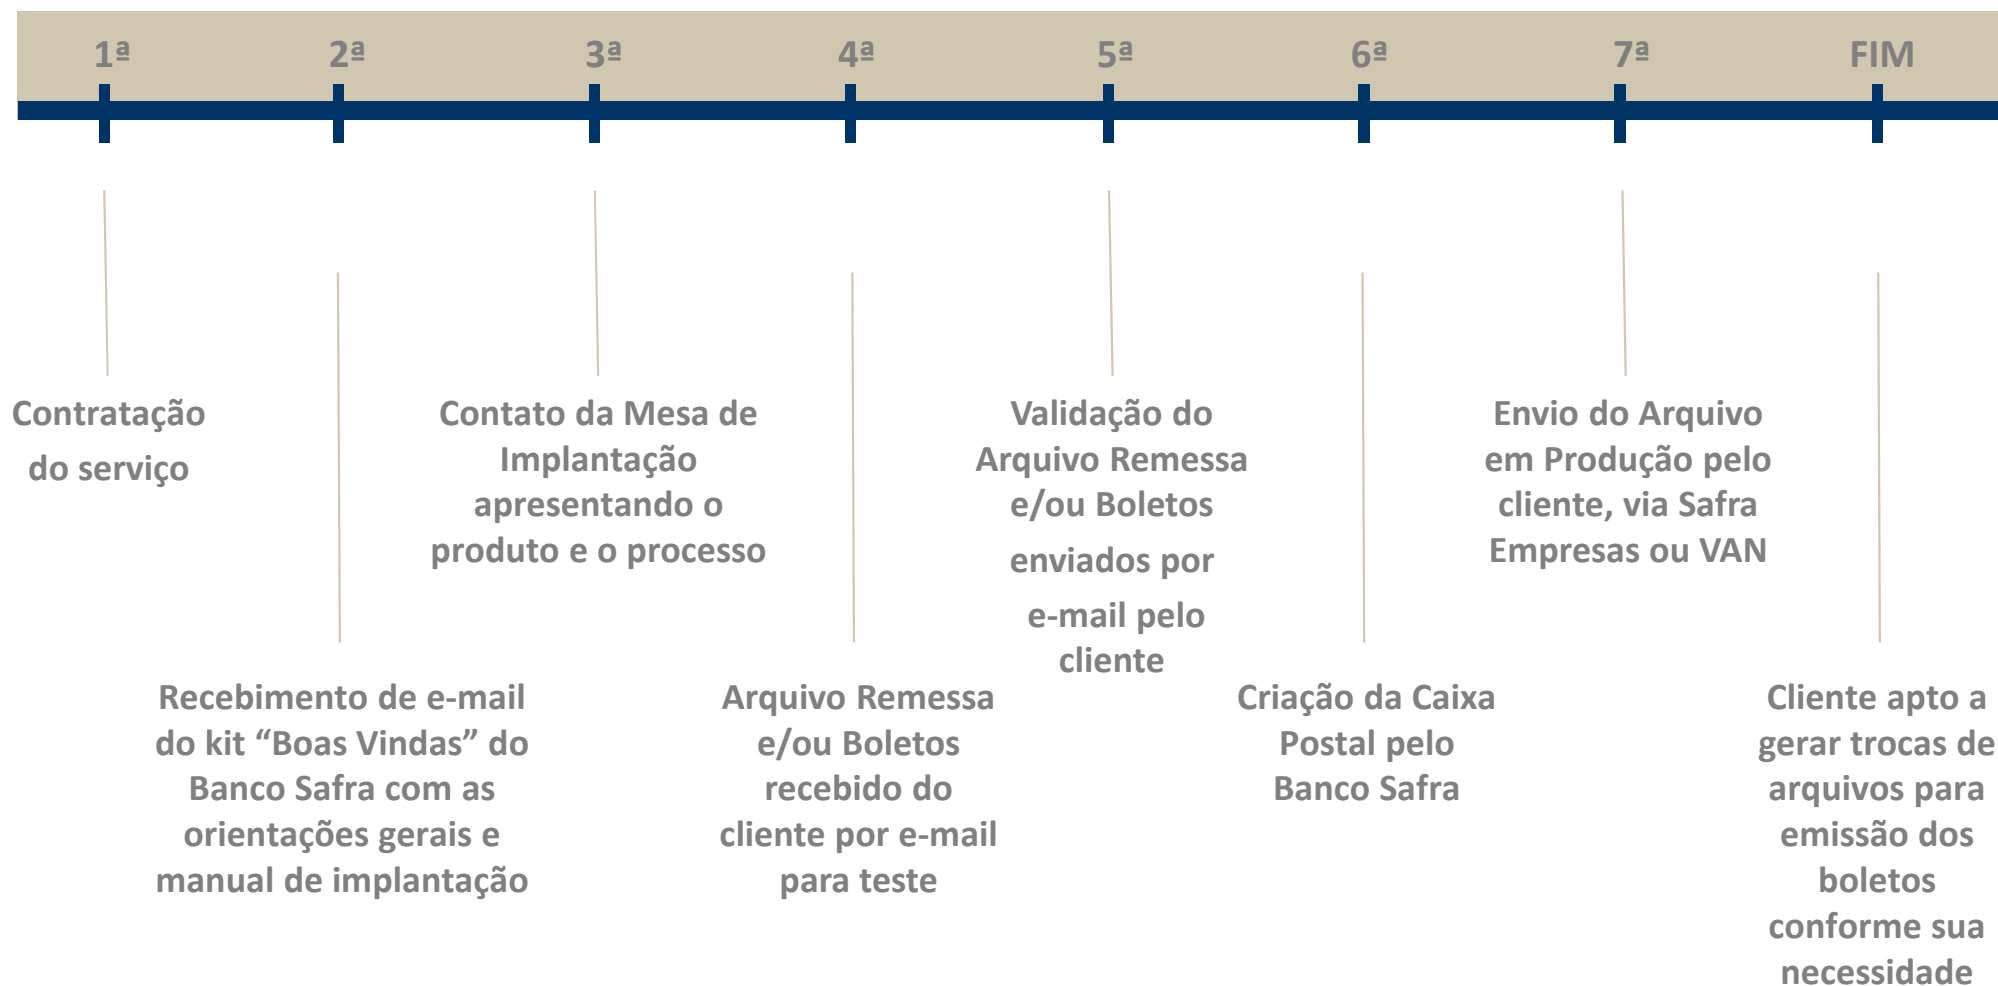 1ª
2ª
3ª
4ª
5ª
6ª
7ª
FIM
Contratação
do serviço
Recebimento de e-mail
do kit “Boas Vindas” do
Banco Safra com as
orientações gerais e
manual de implantação
Contato da Mesa de
Implantação
apresentando o
produto e o processo
Arquivo Remessa
e/ou Boletos
recebido do
cliente por e-mail
para teste
Validação do
Arquivo Remessa
e/ou Boletos
enviados por
e-mail pelo
cliente
Criação da Caixa
Postal pelo
Banco Safra
Envio do Arquivo
em Produção pelo
cliente, via Safra
Empresas ou VAN
Cliente apto a
gerar trocas de
arquivos para
emissão dos
boletos
conforme sua
necessidade